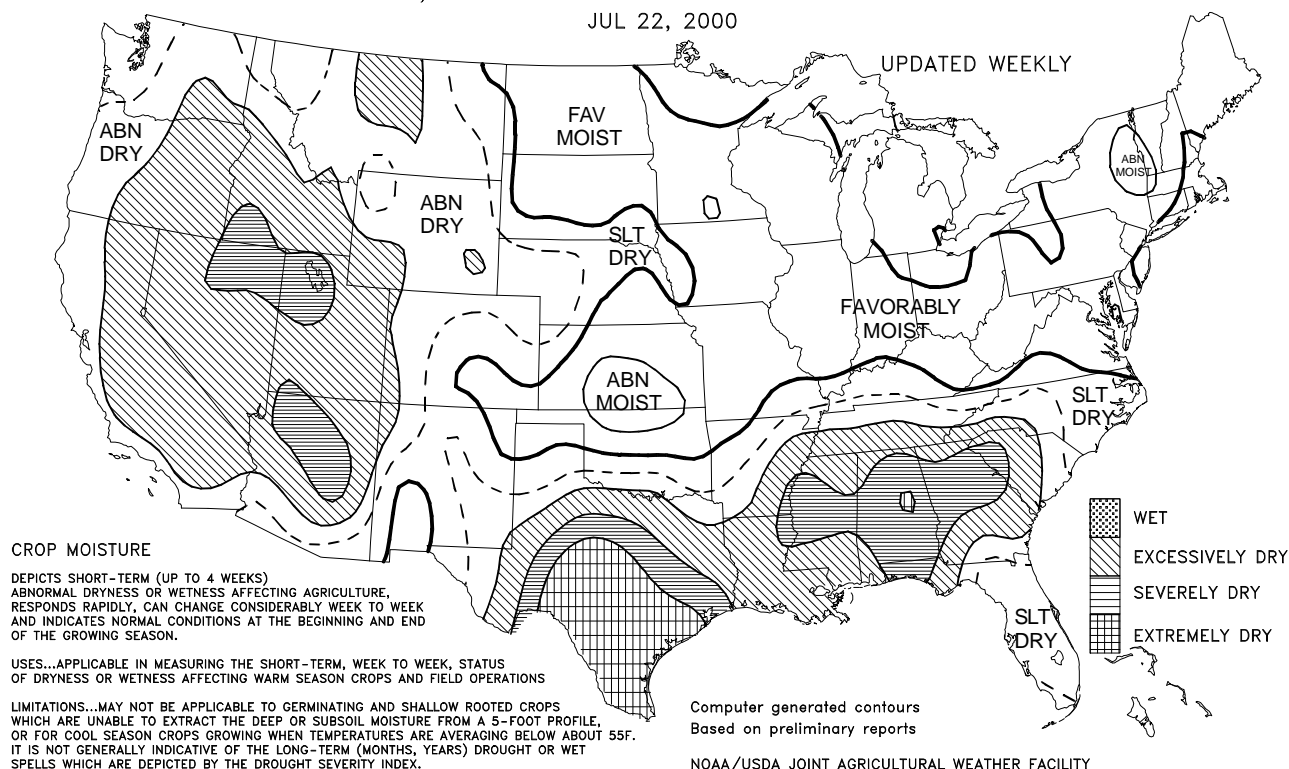 JUL 22, 2000
UPDATED WEEKLY
FAV
MOIST
ABN
DRY
ABN
MOIST
ABN
DRY
SLT
DRY
FAVORABLY
MOIST
ABN
MOIST
SLT
DRY
WET
EXCESSIVELY DRY
SEVERELY DRY
EXTREMELY DRY
SLT
DRY
CROP MOISTURE
DEPICTS SHORT-TERM (UP TO 4 WEEKS)
ABNORMAL DRYNESS OR WETNESS AFFECTING AGRICULTURE,
RESPONDS RAPIDLY, CAN CHANGE CONSIDERABLY WEEK TO WEEK
AND INDICATES NORMAL CONDITIONS AT THE BEGINNING AND END
OF THE GROWING SEASON.
USES...APPLICABLE IN MEASURING THE SHORT-TERM, WEEK TO WEEK, STATUS
OF DRYNESS OR WETNESS AFFECTING WARM SEASON CROPS AND FIELD OPERATIONS
LIMITATIONS...MAY NOT BE APPLICABLE TO GERMINATING AND SHALLOW ROOTED CROPS
WHICH ARE UNABLE TO EXTRACT THE DEEP OR SUBSOIL MOISTURE FROM A 5-FOOT PROFILE,
OR FOR COOL SEASON CROPS GROWING WHEN TEMPERATURES ARE AVERAGING BELOW ABOUT 55F.
IT IS NOT GENERALLY INDICATIVE OF THE LONG-TERM (MONTHS, YEARS) DROUGHT OR WET
SPELLS WHICH ARE DEPICTED BY THE DROUGHT SEVERITY INDEX.
Computer generated contours
Based on preliminary reports
NOAA/USDA JOINT AGRICULTURAL WEATHER FACILITY